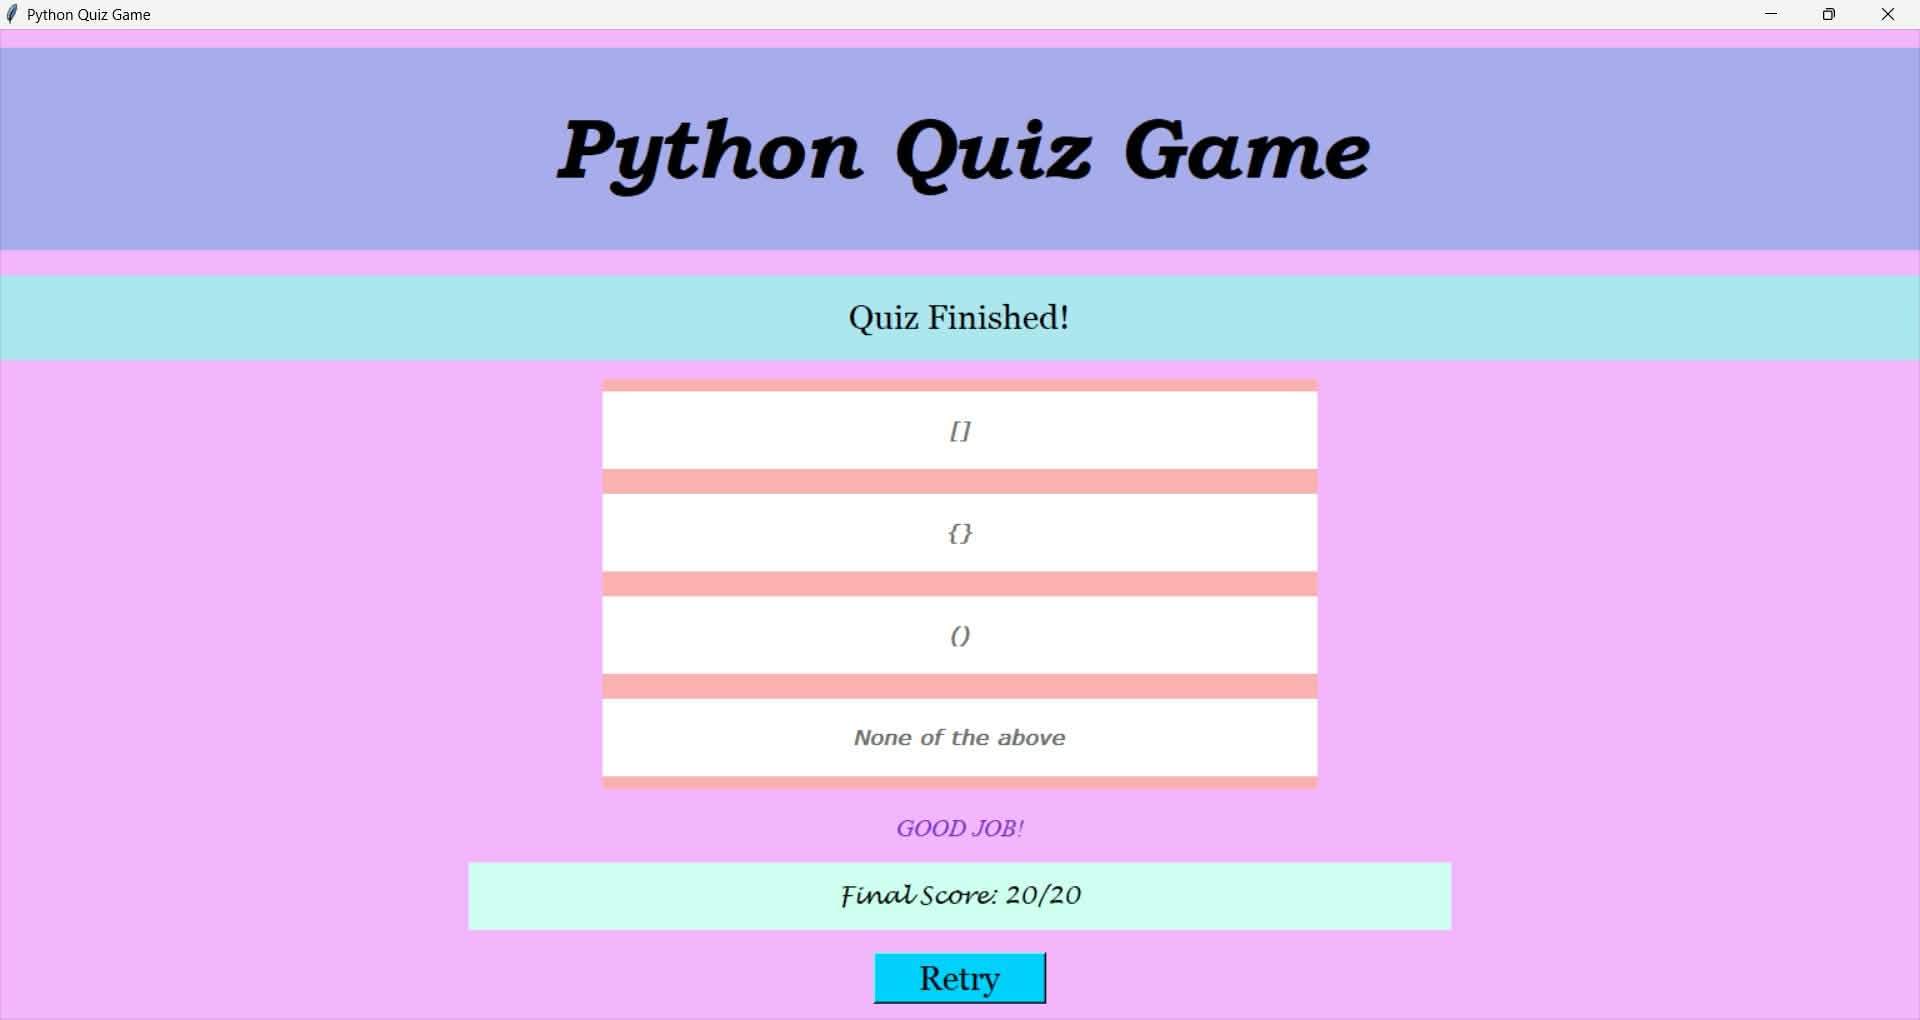 Python Quiz Game
Python Quiz Game
Quiz Finished!
[]
{}
()
None of the above
GOOD JOB!
Final Score: 20/20
Retry